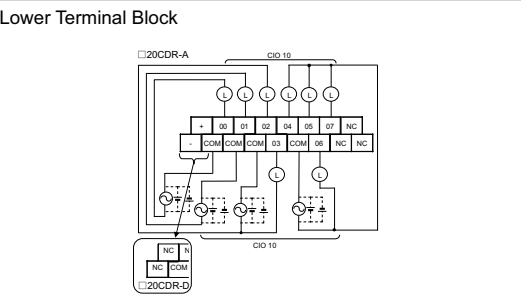 Lower Terminal Block
□20CDR-A
CIO 10
L L L L L L
+ 00 01 02 04 05 07 NC
- COM COM COM 03 COM 06 NC NC
L L
CIO 10
NC N
NC COM
□20CDR-D